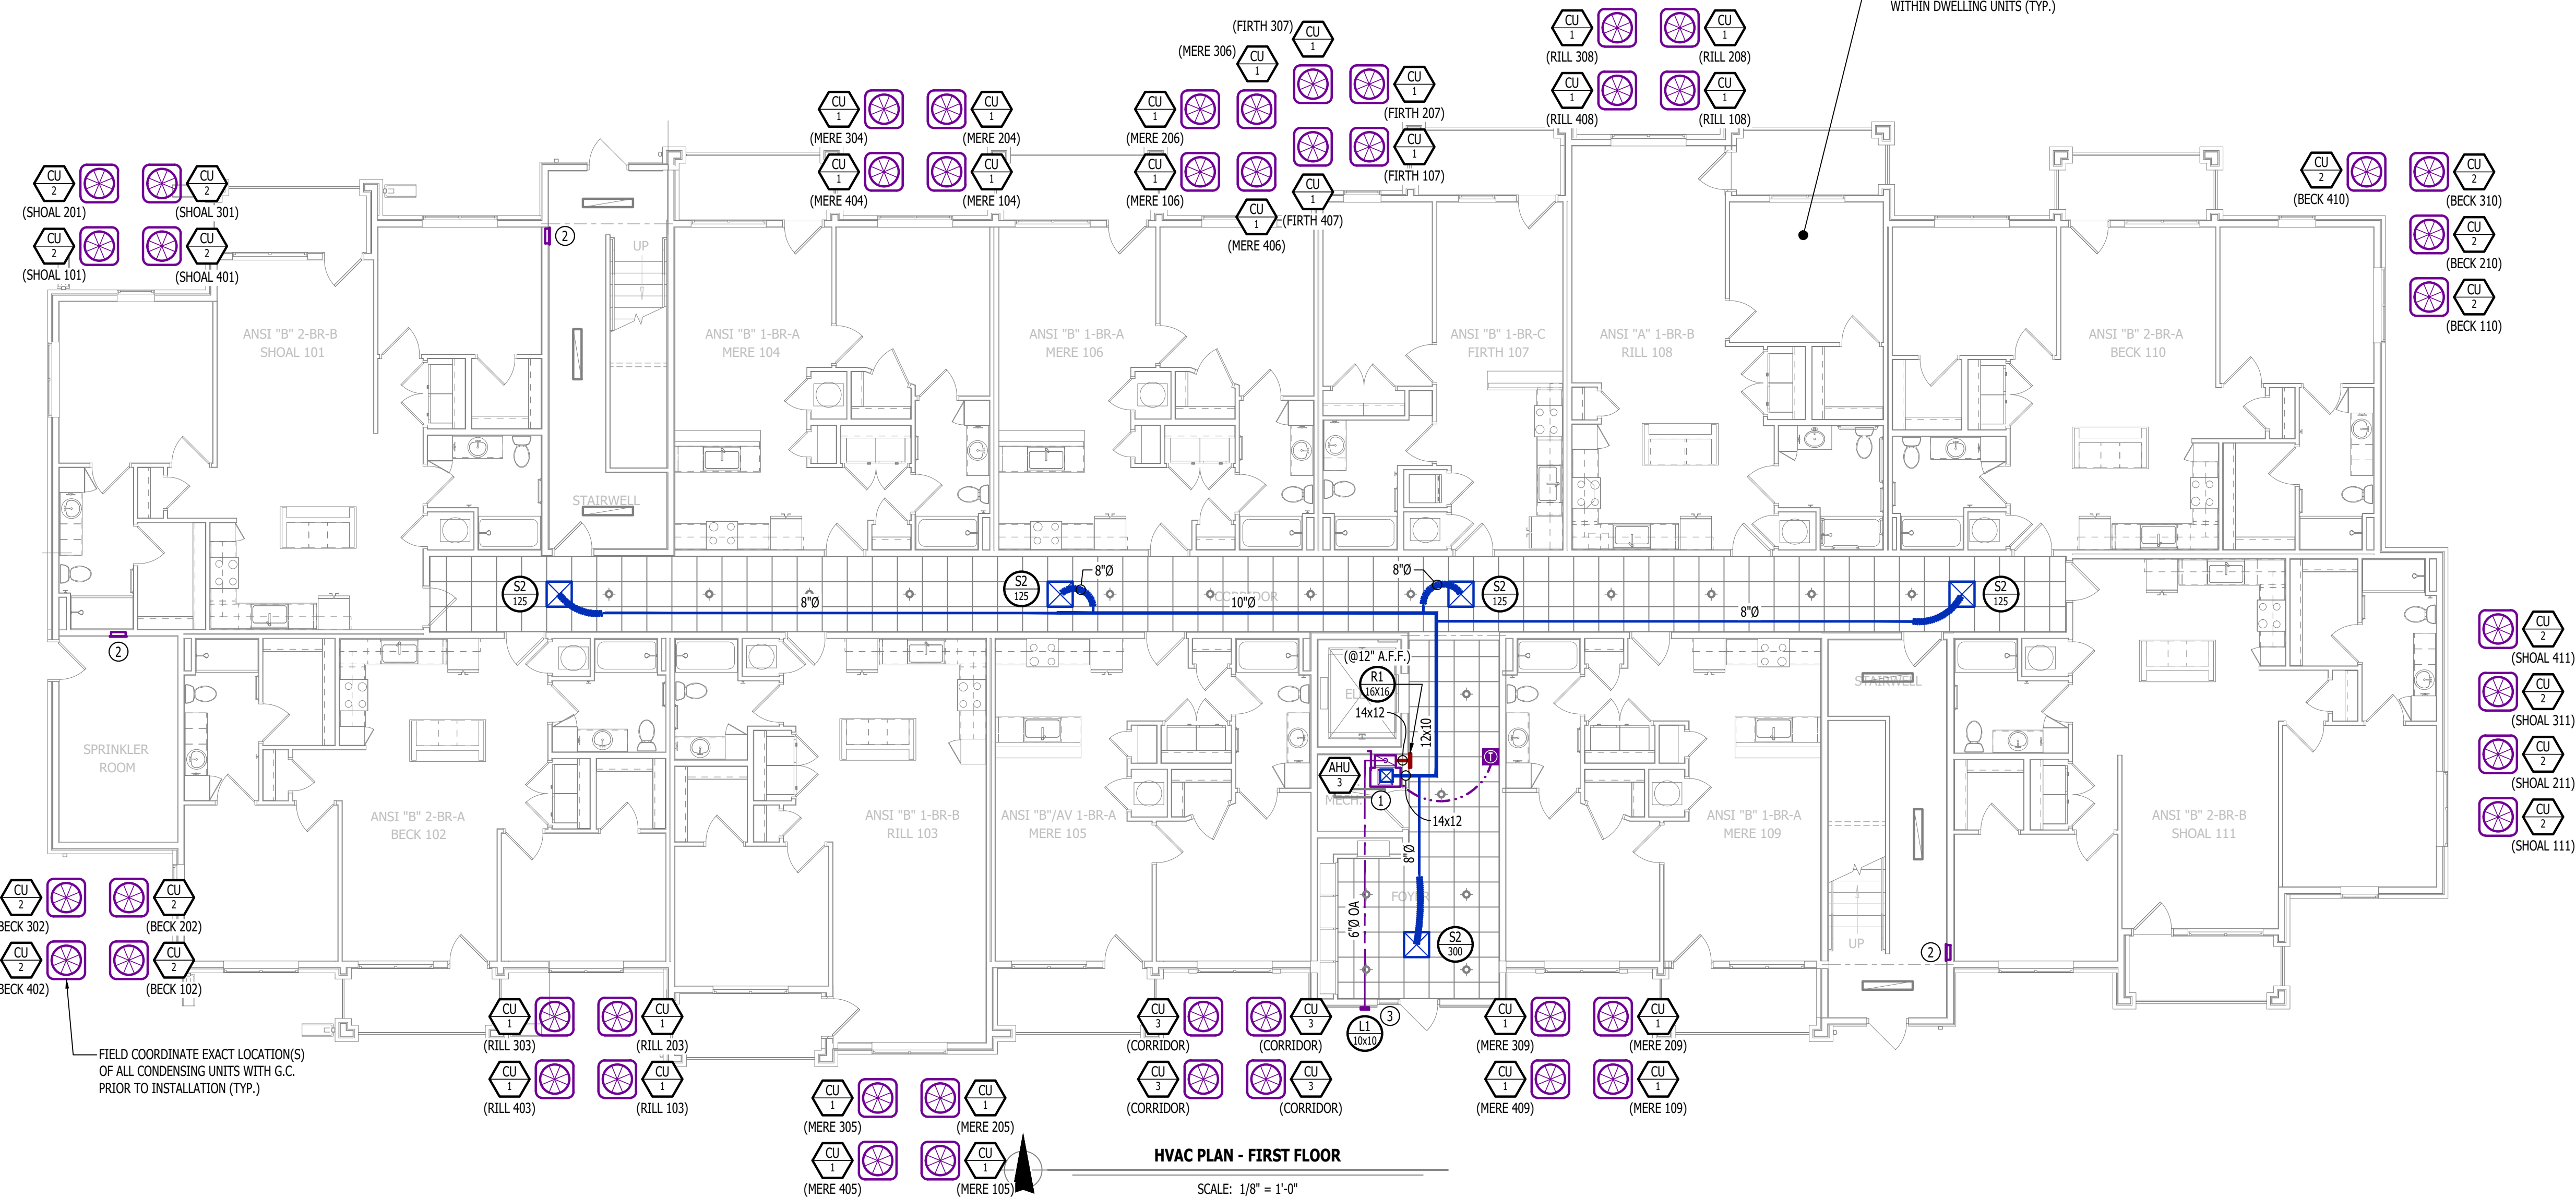 WITHIN DWELLING UNITS (TYP.)
CU
1
(RILL 308)
CU
1
(RILL 208)
CU
1
(RILL 408)
CU
1
(RILL 108)
(FIRTH 307)
CU
1
(MERE 306)
CU
1
CU
1
(FIRTH 207)
CU
1
(FIRTH 107)
CU
1
(FIRTH 407)
CU
1
(MERE 406)
CU
1
(MERE 304)
CU
1
(MERE 204)
CU
1
(MERE 404)
CU
1
(MERE 104)
CU
1
(MERE 206)
CU
1
(MERE 106)
CU
2
(SHOAL 201)
CU
2
(SHOAL 301)
CU
2
(SHOAL 101)
CU
2
(SHOAL 401)
CU
2
(BECK 410)
CU
2
(BECK 310)
CU
2
(BECK 210)
CU
2
(BECK 110)
2
UP
ANSI "B" 2-BR-B
SHOAL 101
ANSI "B" 1-BR-A
MERE 104
ANSI "B" 1-BR-A
MERE 106
ANSI "B" 1-BR-C
FIRTH 107
ANSI "A" 1-BR-B
RILL 108
ANSI "B" 2-BR-A
BECK 110
STAIRWELL
S2
125
8"Ø
S2
125
8"Ø
10"Ø
CORRIDOR
8"Ø
S2
125
8"Ø
S2
125
2
SPRINKLER
ROOM
ANSI "B" 2-BR-A
BECK 102
ANSI "B" 1-BR-B
RILL 103
ANSI "B"/AV 1-BR-A
MERE 105
(@12" A.F.F.)
R1
16X16
14x12
12x10
AHU
3
MECH.
1
T
14x12
8"Ø
FOYER
6"Ø OA
S2
300
ANSI "B" 1-BR-A
MERE 109
STAIRWELL
UP
2
ANSI "B" 2-BR-B
SHOAL 111
CU
2
(SHOAL 411)
CU
2
(SHOAL 311)
CU
2
(SHOAL 211)
CU
2
(SHOAL 111)
CU
2
BECK 302)
CU
2
(BECK 202)
CU
2
BECK 402)
CU
2
(BECK 102)
FIELD COORDINATE EXACT LOCATION(S)
OF ALL CONDENSING UNITS WITH G.C.
PRIOR TO INSTALLATION (TYP.)
CU
1
(RILL 303)
CU
1
(RILL 203)
CU
1
(RILL 403)
CU
1
(RILL 103)
CU
1
(MERE 305)
CU
1
(MERE 205)
CU
1
(MERE 405)
CU
1
(MERE 105)
CU
3
(CORRIDOR)
CU
3
(CORRIDOR)
CU
3
(CORRIDOR)
CU
3
(CORRIDOR)
L1
10x10
3
CU
1
(MERE 309)
CU
1
(MERE 209)
CU
1
(MERE 409)
CU
1
(MERE 109)
HVAC PLAN - FIRST FLOOR
SCALE: 1/8" = 1'-0"